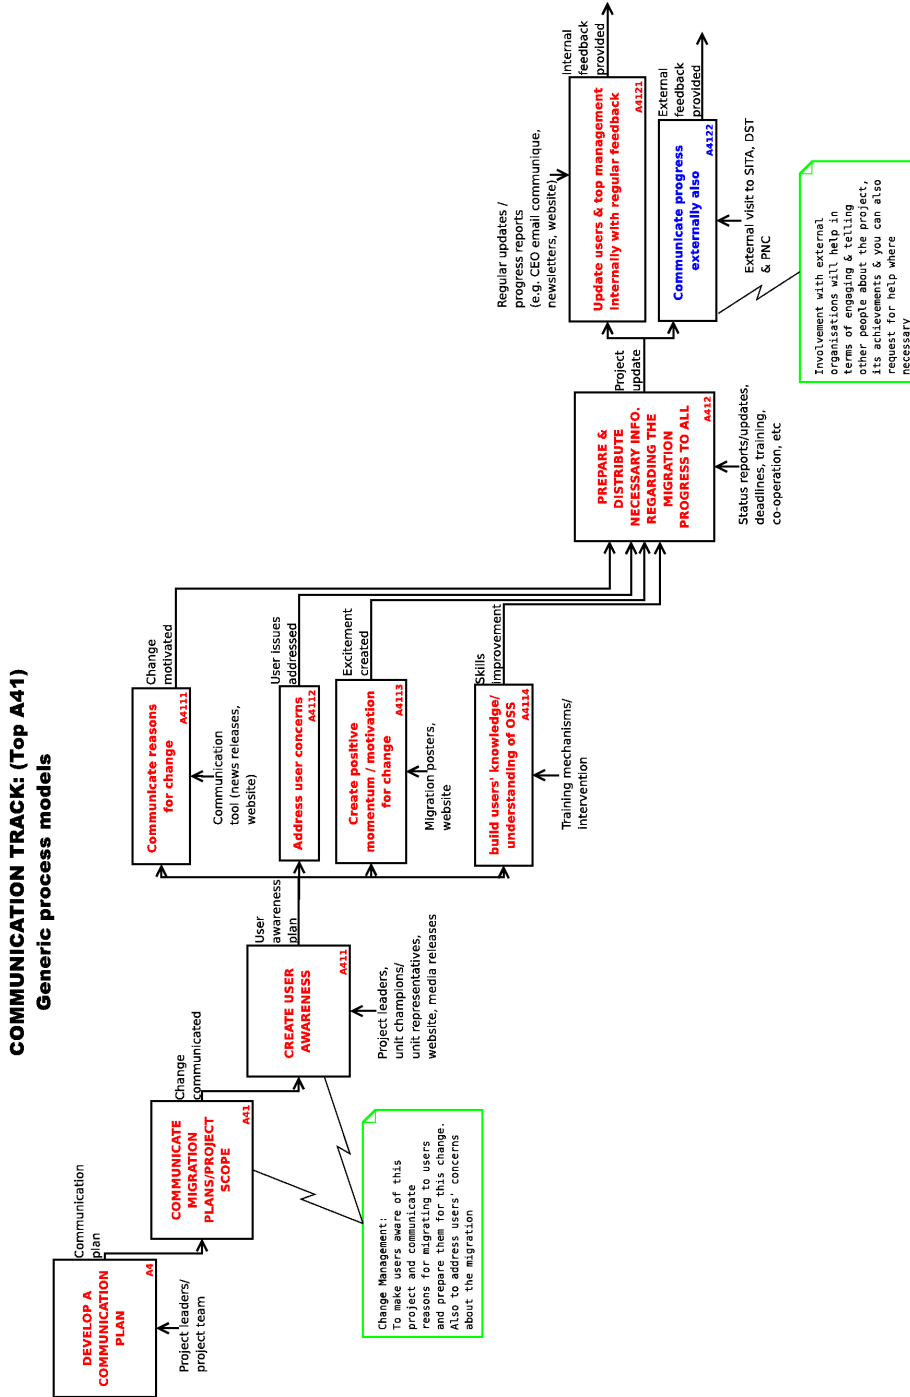 COMMUNICATION TRACK: (Top A41)
Generic process models
DEVELOP A
COMMUNICATION
PLAN
A4
Communication
plan
Project leaders/
project team
COMMUNICATE
MIGRATION
PLANS/PROJECT
SCOPE
A41
Change
communicated
Change Management:
To make users aware of this
project and communicate
reasons for migrating to users
and prepare them for this change.
Also to address users' concerns
about the migration
CREATE USER
AWARENESS
A411
User
awareness
plan
Project leaders,
unit champions/
unit representatives,
website, media releases
Communicate reasons
for change
A4111
Change
motivated
Communication
tool (news releases,
website)
Address user concerns
A4112
User issues
addressed
Create positive
momentum / motivation
for change
A4113
Excitement
created
Migration posters,
website
build users' knowledge/
understanding of OSS
A4114
Skills
improvement
Training mechanisms/
intervention
PREPARE &
DISTRIBUTE
NECESSARY INFO.
REGARDING THE
MIGRATION
PROGRESS TO ALL
A412
Project
update
Status reports/updates,
deadlines, training,
co-operation, etc
Regular updates /
progress reports
(e.g. CEO email communique,
newsletters, website)
Update users & top management
Internally with regular feedback
A4121
Internal
feedback
provided
Communicate progress
externally also
A4122
External
feedback
provided
External visit to SITA, DST
& PNC
Involvement with external
organisations will help in
terms of engaging & telling
other people about the project,
its achievements & you can also
request for help where
necessary